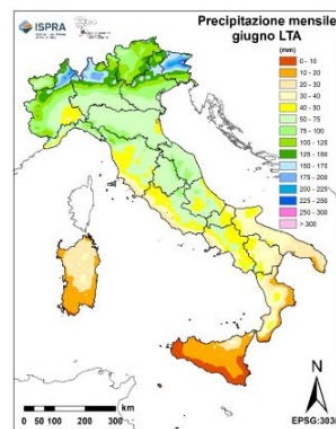 ISPRA
Precipitazione mensile
giugno LTA
(mm)
0 - 10
10 - 20
20 - 30
30 - 40
40 - 50
50 - 75
75 - 100
100 - 125
125 - 150
150 - 175
175 - 200
200 - 225
225 - 250
250 - 300
> 300
N
0 50 100 200 300
km
EPSG:303